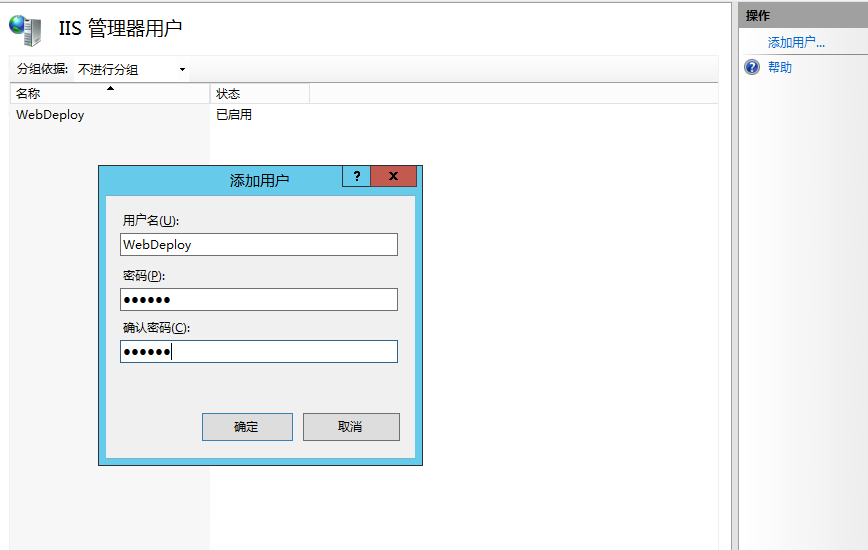 IIS 管理器用户
分组依据: 不进行分组
名称 状态
WebDeploy 已启用
添加用户 ? x
用户名(U):
WebDeploy
密码(P):
●●●●●●
确认密码(C):
●●●●●●
确定 取消
操作
添加用户...
? 帮助